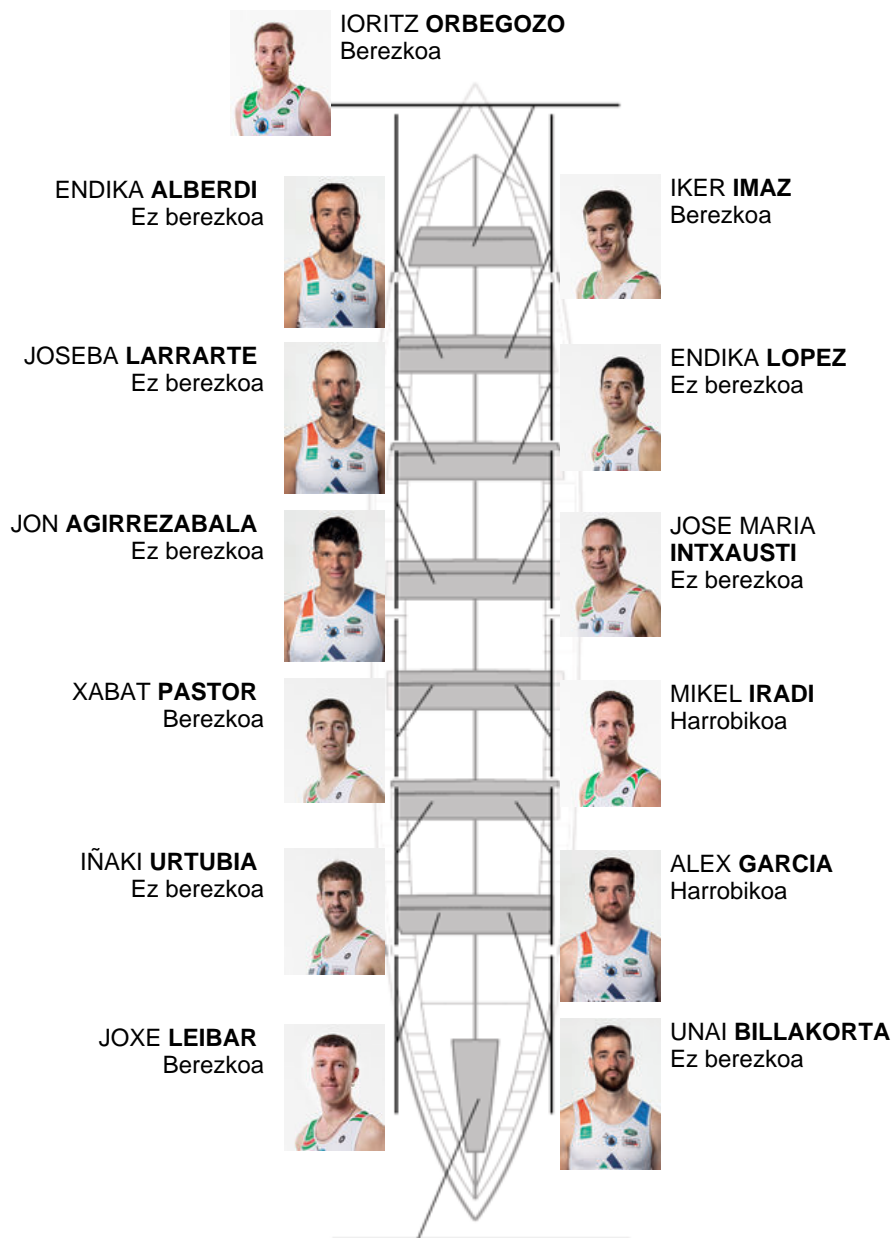 IORITZ ORBEGOZO
Berezkoa
ENDIKA ALBERDI
Ez berezkoa
IKER IMAZ
Berezkoa
JOSEBA LARRARTE
Ez berezkoa
ENDIKA LOPEZ
Ez berezkoa
JON AGIRREZABALA
Ez berezkoa
JOSE MARIA
INTXAUSTI
Ez berezkoa
XABAT PASTOR
Berezkoa
MIKEL IRADI
Harrobikoa
IÑAKI URTUBIA
Ez berezkoa
ALEX GARCIA
Harrobikoa
JOXE LEIBAR
Berezkoa
UNAI BILLAKORTA
Ez berezkoa